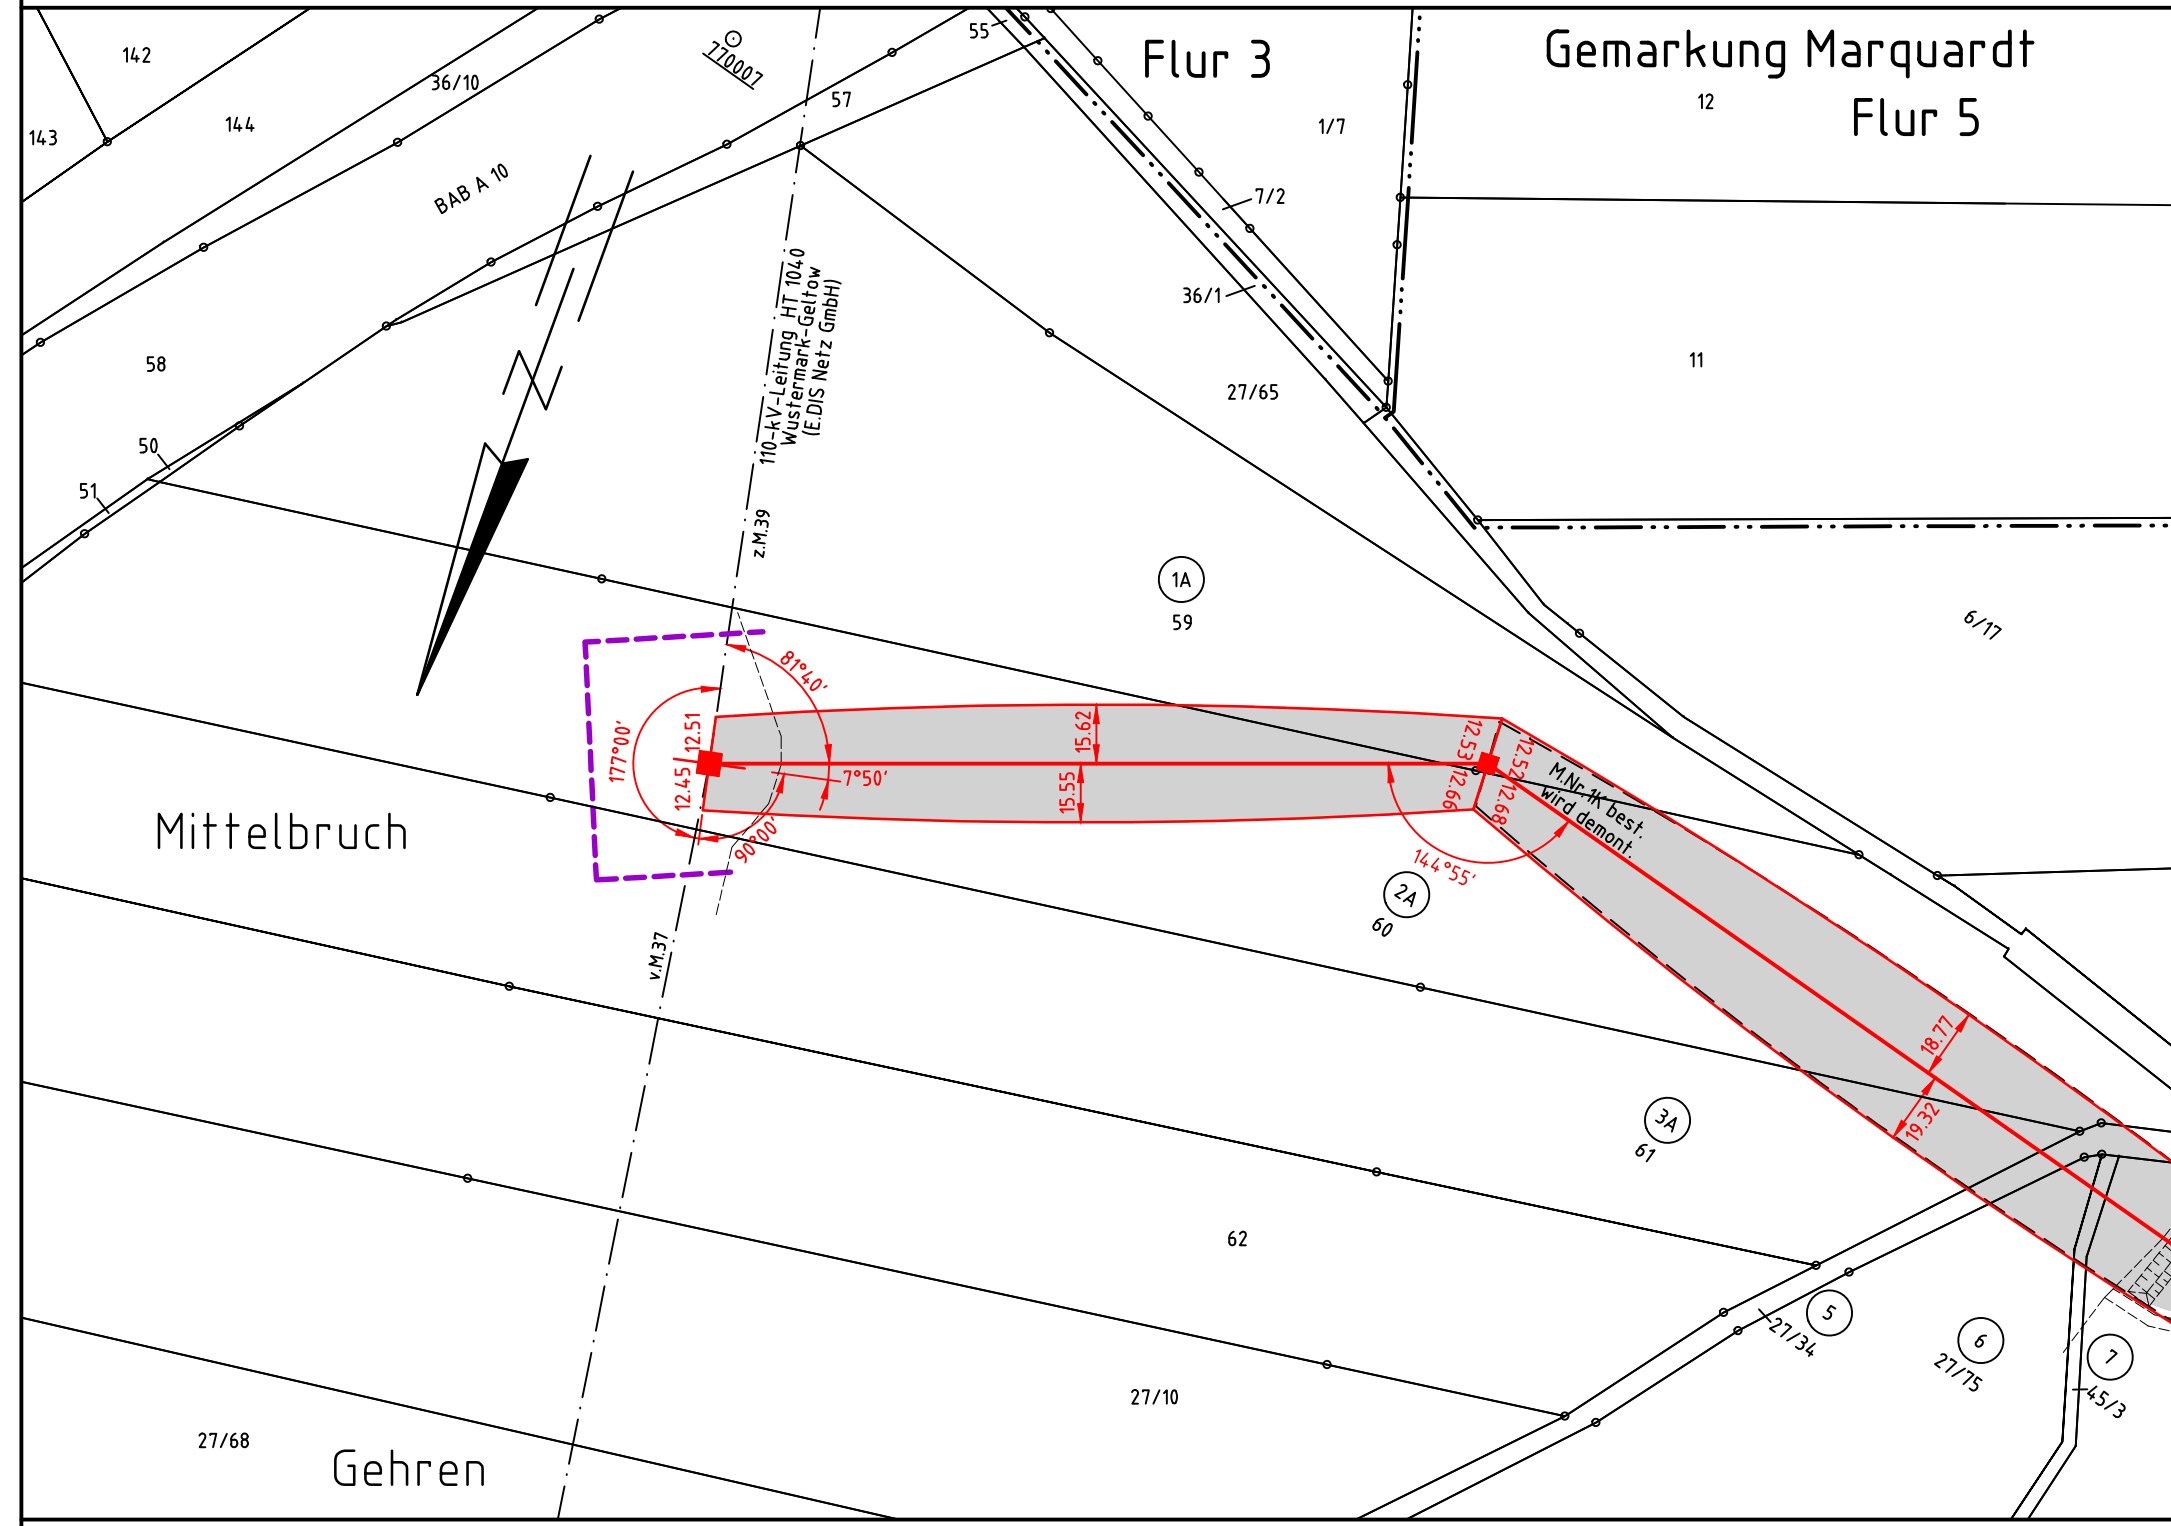 142
36/10
770007
55
Flur 3
Gemarkung Marquardt
Flur 5
143
144
57
1/7
12
BAB A 10
7/2
110-kV-Leitung HT 1040
Wustermark-Geltow
(E.DIS Netz GmbH)
36/1
58
27/65
11
50
51
z.M.39
1A
59
6/17
81°40'
177°00'
12.51
12.45
7°50'
90°00'
15.62
15.55
12.53
12.52
12.66
12.68
M.Nr.1K best.
wird demont.
144°55'
Mittelbruch
2A
60
v.M.37
18.77
19.32
3A
61
62
5
27/34
6
27/75
7
45/3
27/10
27/68
Gehren